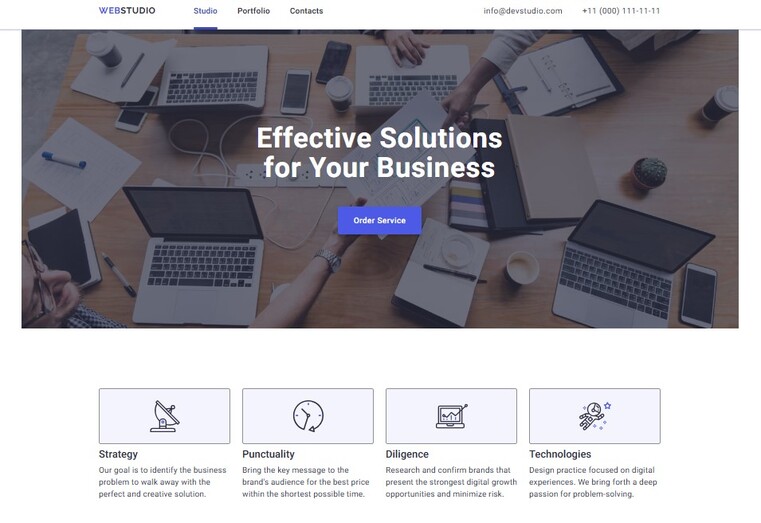 WEBSTUDIO Studio Portfolio Contacts info@devstudio.com +11 (000) 111-11-11
Effective Solutions
for Your Business
Order Service
Strategy
Our goal is to identify the business
problem to walk away with the
perfect and creative solution.
Punctuality
Bring the key message to the
brand's audience for the best price
within the shortest possible time.
Diligence
Research and confirm brands that
present the strongest digital growth
opportunities and minimize risk.
Technologies
Design practice focused on digital
experiences. We bring forth a deep
passion for problem-solving.